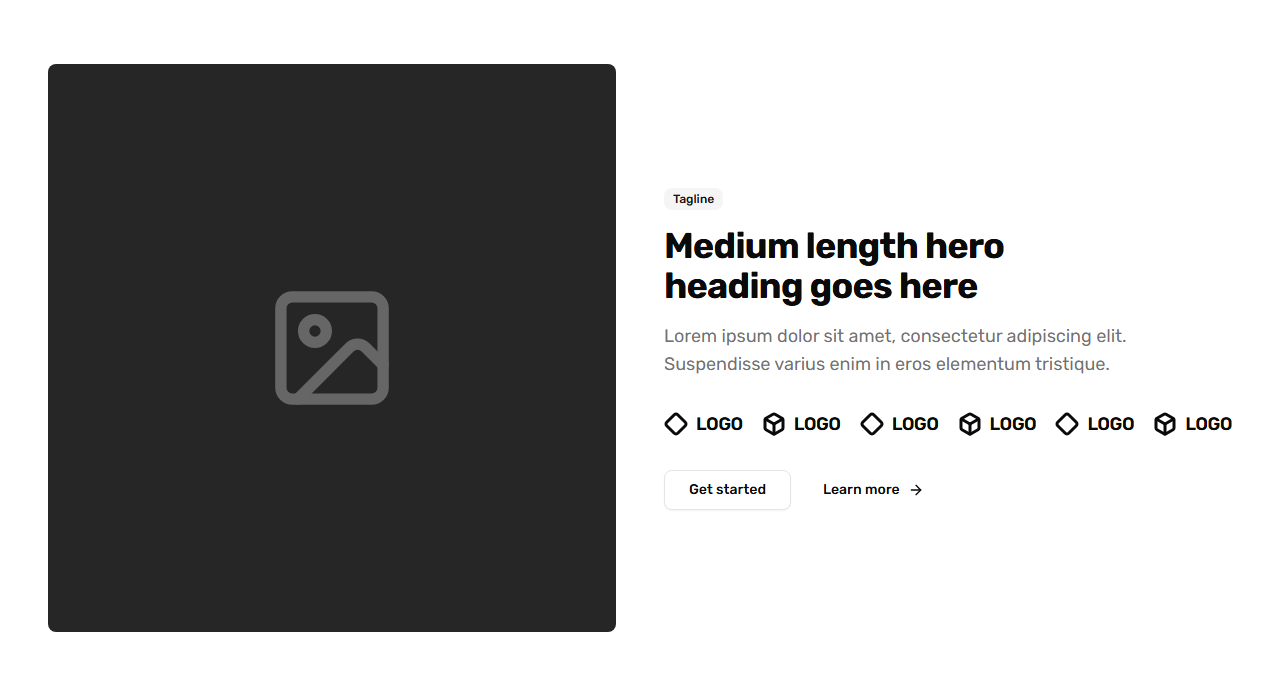 Tagline
Medium length hero
heading goes here
Lorem ipsum dolor sit amet, consectetur adipiscing elit.
Suspendisse varius enim in eros elementum tristique.
LOGO LOGO LOGO LOGO LOGO LOGO
Get started Learn more →